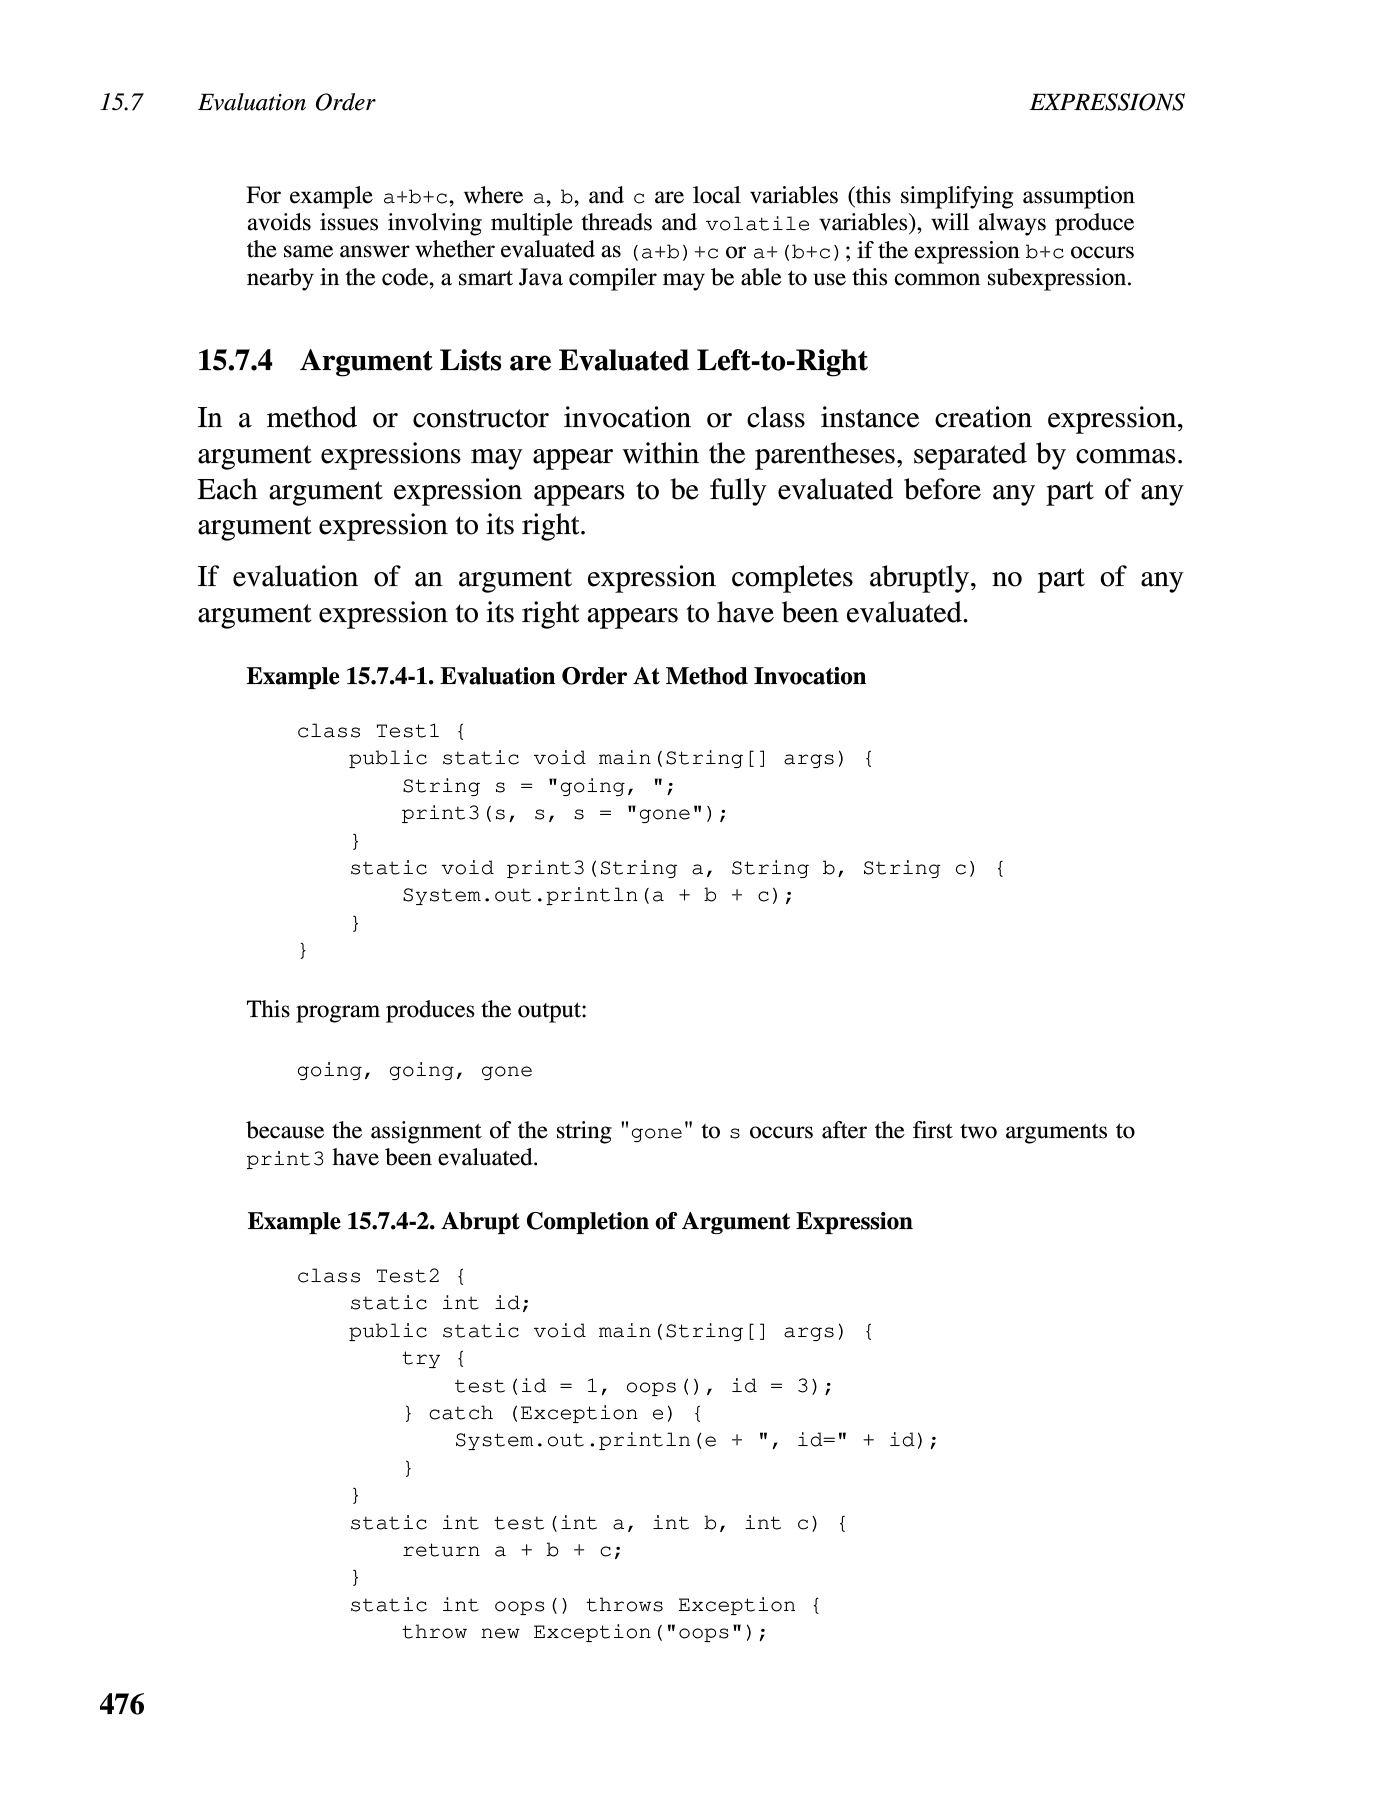 15.7 Evaluation Order EXPRESSIONS
For example a+b+c, where a, b, and c are local variables (this simplifying assumption
avoids issues involving multiple threads and volatile variables), will always produce
the same answer whether evaluated as (a+b)+c or a+(b+c); if the expression b+c occurs
nearby in the code, a smart Java compiler may be able to use this common subexpression.
15.7.4 Argument Lists are Evaluated Left-to-Right
In a method or constructor invocation or class instance creation expression,
argument expressions may appear within the parentheses, separated by commas.
Each argument expression appears to be fully evaluated before any part of any
argument expression to its right.
If evaluation of an argument expression completes abruptly, no part of any
argument expression to its right appears to have been evaluated.
Example 15.7.4-1. Evaluation Order At Method Invocation
class Test1 {
    public static void main(String[] args) {
        String s = "going, ";
        print3(s, s, s = "gone");
    }
    static void print3(String a, String b, String c) {
        System.out.println(a + b + c);
    }
}
This program produces the output:
going, going, gone
because the assignment of the string "gone" to s occurs after the first two arguments to
print3 have been evaluated.
Example 15.7.4-2. Abrupt Completion of Argument Expression
class Test2 {
    static int id;
    public static void main(String[] args) {
        try {
            test(id = 1, oops(), id = 3);
        } catch (Exception e) {
            System.out.println(e + ", id=" + id);
        }
    }
    static int test(int a, int b, int c) {
        return a + b + c;
    }
    static int oops() throws Exception {
        throw new Exception("oops");
476